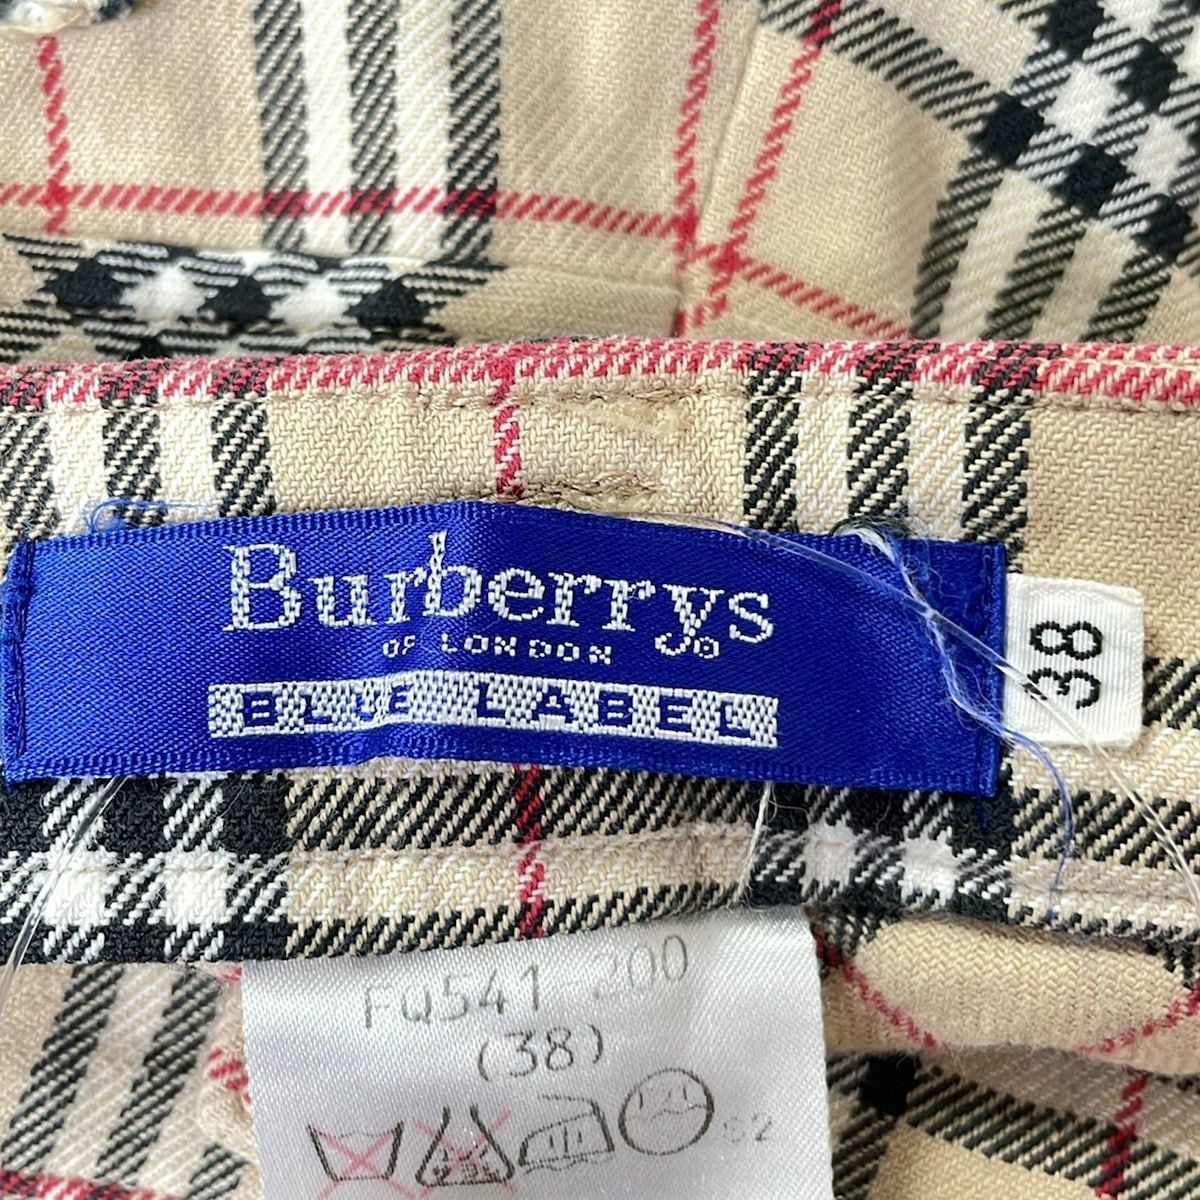 Burberrys
OF LONDON
BLUE LABEL
38
FQ541-200
(38)